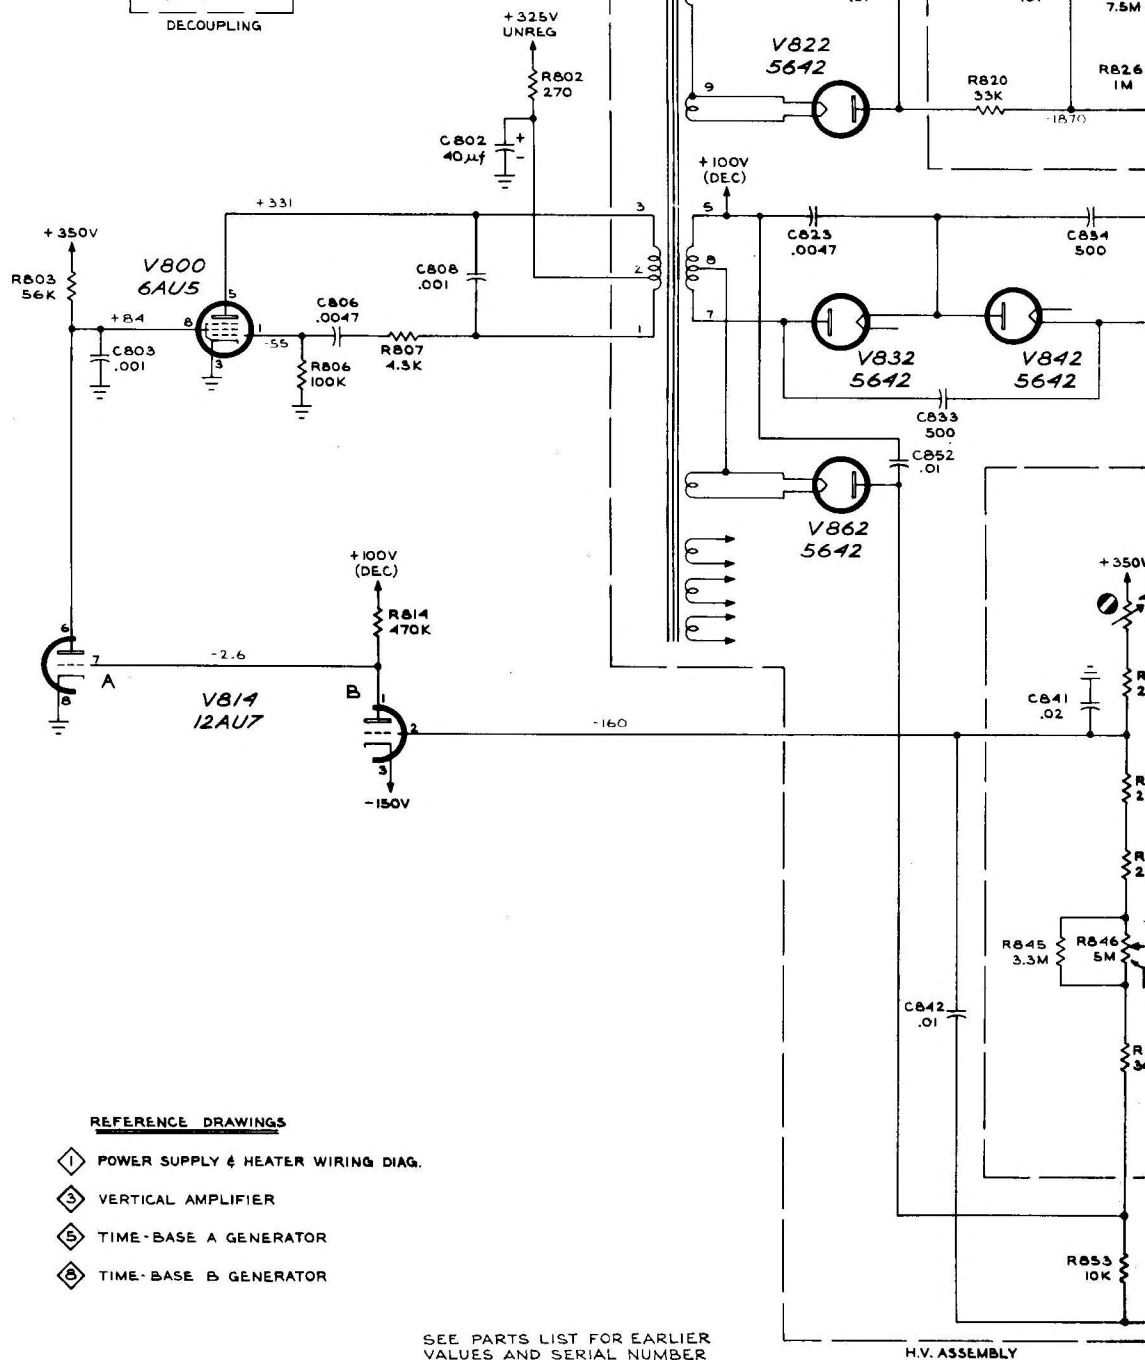 DECOUPLING
+325V
UNREG
R802
270
C802
40µf
+
-
V822
5642
9
R820
33K
-1870
7.5M
R826
1M
+100V
(DEC)
+331
3
5
2
8
1
7
C823
.0047
C834
500
+350V
R803
56K
V800
6AU5
5
8
1
3
+84
C803
.001
-55
C806
.0047
R806
100K
R807
4.3K
C808
.001
V832
5642
V842
5642
C833
500
C852
.01
V862
5642
+350V
+100V
(DEC)
R814
470K
6
7
8
A
-2.6
V814
12AU7
B
1
2
3
-150V
-160
C841
.02
R
2
R
2
R
2
R845
3.3M
R846
5M
C842
.01
R
R853
10K
REFERENCE DRAWINGS
1 POWER SUPPLY & HEATER WIRING DIAG.
3 VERTICAL AMPLIFIER
5 TIME-BASE A GENERATOR
8 TIME-BASE B GENERATOR
SEE PARTS LIST FOR EARLIER
VALUES AND SERIAL NUMBER
H.V. ASSEMBLY